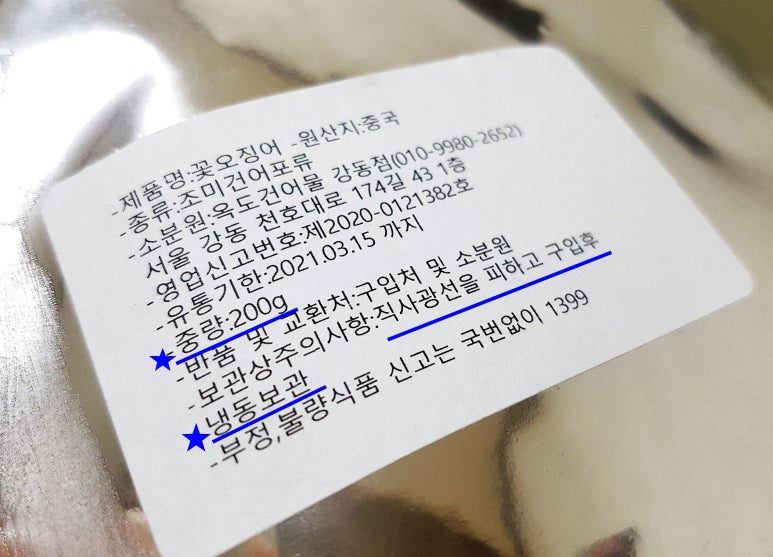 -제품명:꽃오징어 -원산지:중국
-종류:조미건어포류
-소분원:옥도건어물 강동점(010-9980-2652)
서울 강동 천호대로 174길 43 1층
-영업신고번호:제2020-0121382호
-유통기한:2021.03.15 까지
-중량:200g
-반품 및 교환처:구입처 및 소분원
-보관상주의사항:직사광선을 피하고 구입후
냉동보관
-부정,불량식품 신고는 국번없이 1399